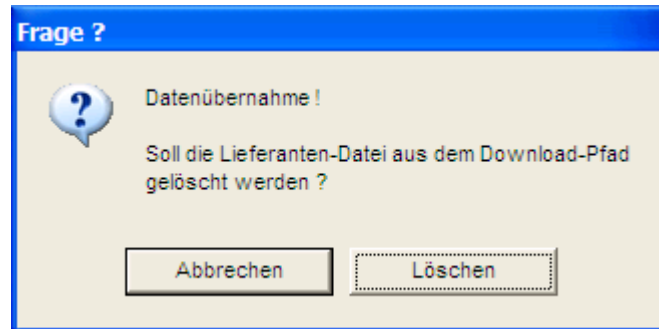 Frage ?
Datenübernahme !
Soll die Lieferanten-Datei aus dem Download-Pfad
gelöscht werden ?
Abbrechen
Löschen